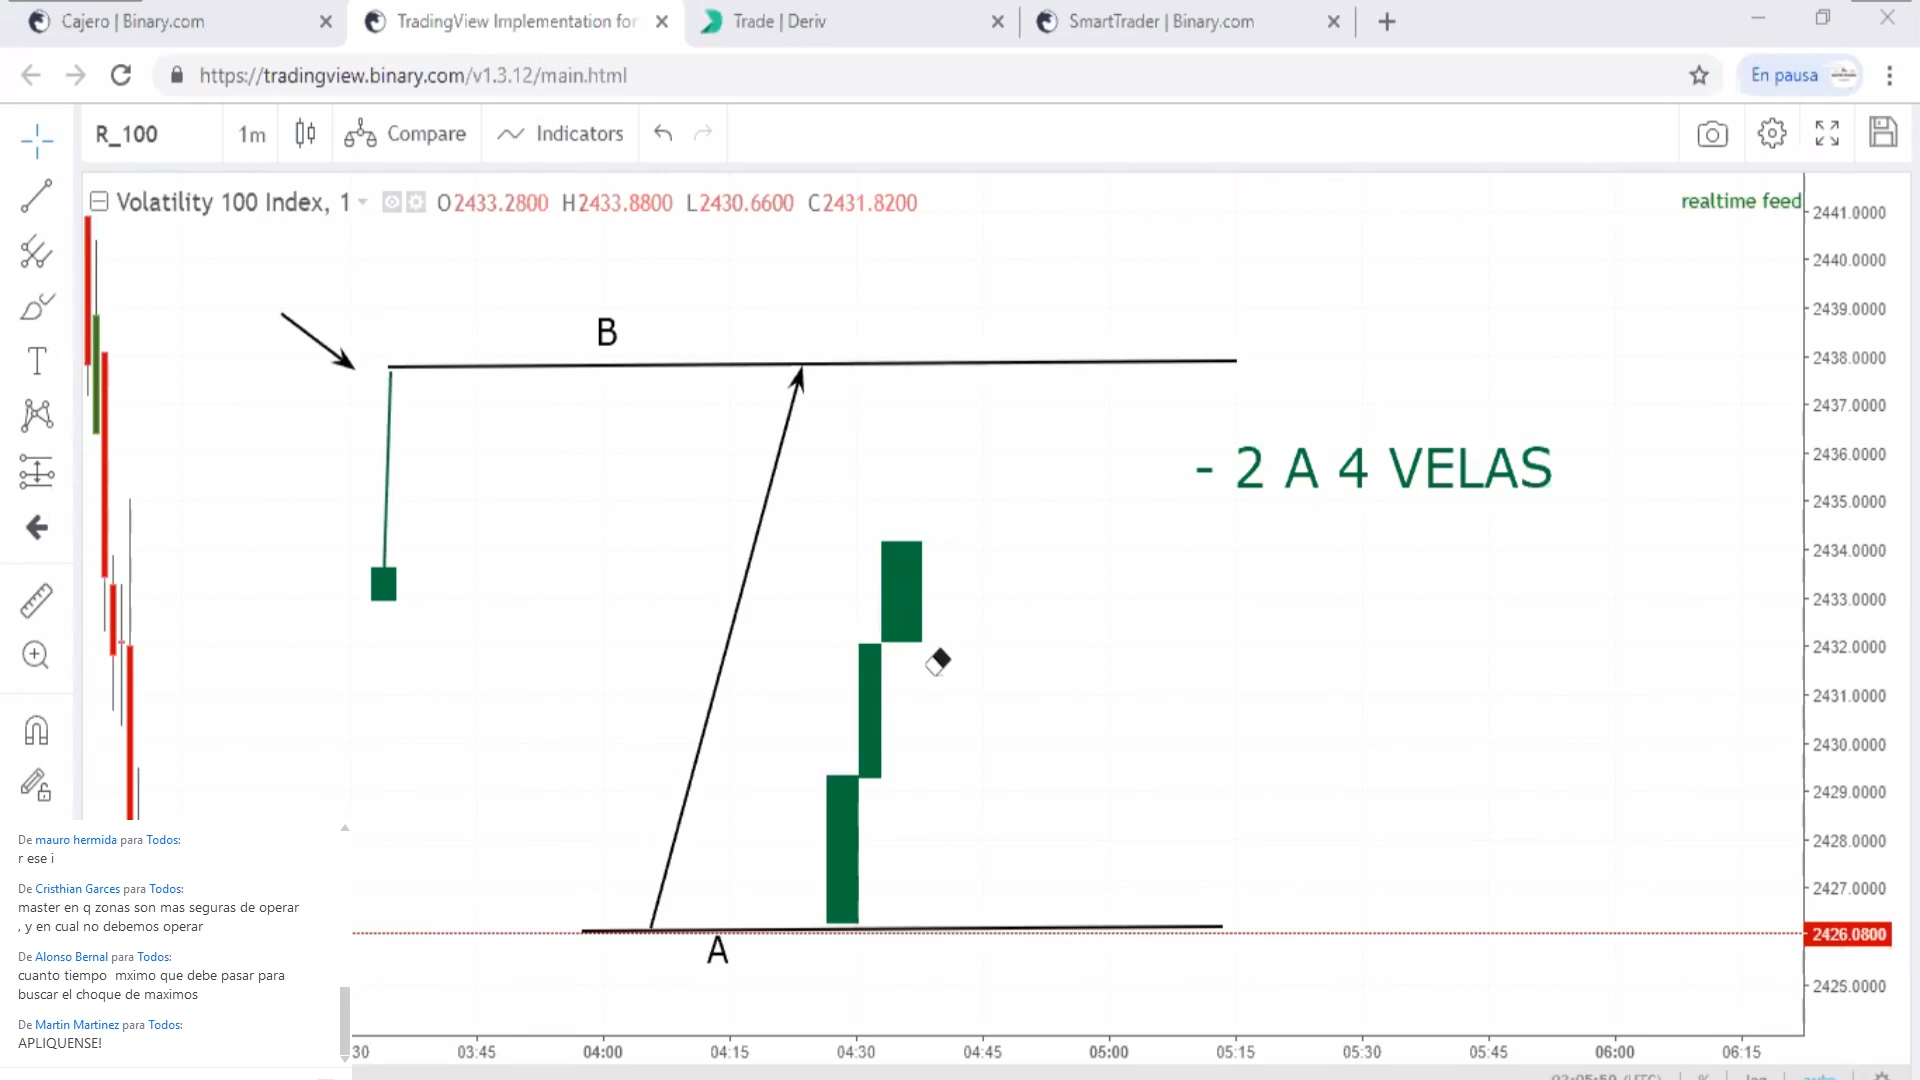 Cajero | Binary.com
TradingView Implementation for
Trade | Deriv
SmartTrader | Binary.com
https://tradingview.binary.com/v1.3.12/main.html
En pausa
R_100
1m
Compare
Indicators
Volatility 100 Index, 1
O2433.2800 H2433.8800 L2430.6600 C2431.8200
realtime feed
2441.0000
2440.0000
2439.0000
2438.0000
2437.0000
2436.0000
2435.0000
2434.0000
2433.0000
2432.0000
2431.0000
2430.0000
2429.0000
2428.0000
2427.0000
2426.0800
2425.0000
B
- 2 A 4 VELAS
A
De mauro hermida para Todos:
r ese i
De Cristhian Garces para Todos:
master en q zonas son mas seguras de operar
, y en cual no debemos operar
De Alonso Bernal para Todos:
cuanto tiempo mximo que debe pasar para
buscar el choque de maximos
De Martin Martinez para Todos:
APLIQUENSE!
30 03:45 04:00 04:15 04:30 04:45 05:00 05:15 05:30 05:45 06:00 06:15